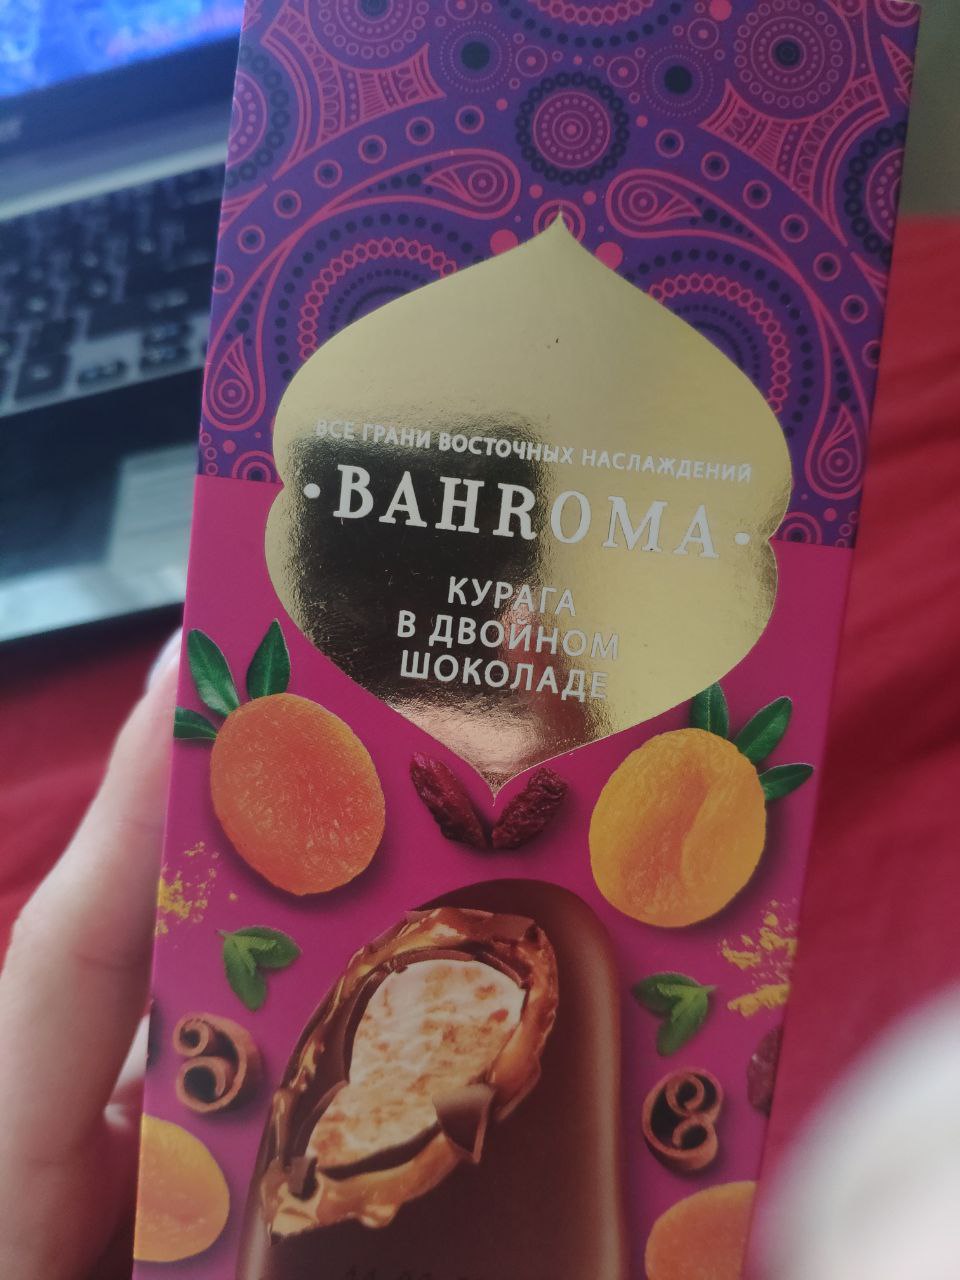 ВСЕ ГРАНИ ВОСТОЧНЫХ НАСЛАЖДЕНИЙ
·BAHROMA·
КУРАГА
В ДВОЙНОМ
ШОКОЛАДЕ